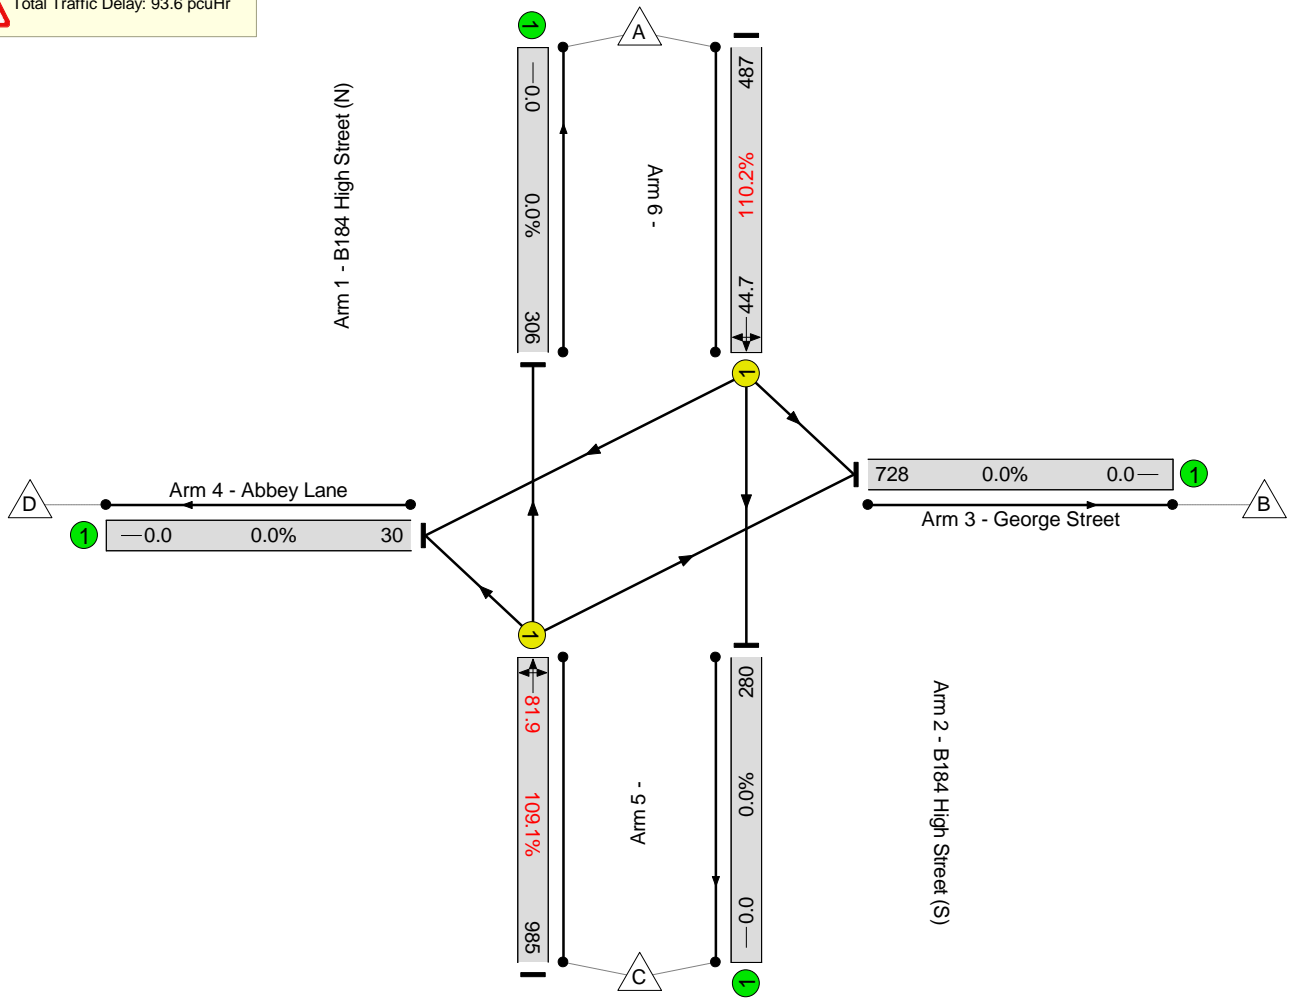 Total Traffic Delay: 93.6 pcuHr
1
A
0.0
0.0%
306
Arm 1 - B184 High Street (N)
Arm 6 -
487
110.2%
44.7
1
728 0.0% 0.0
1
Arm 3 - George Street
B
D
Arm 4 - Abbey Lane
1
0.0 0.0% 30
1
81.9
109.1%
985
Arm 5 -
280
0.0%
0.0
1
Arm 2 - B184 High Street (S)
C